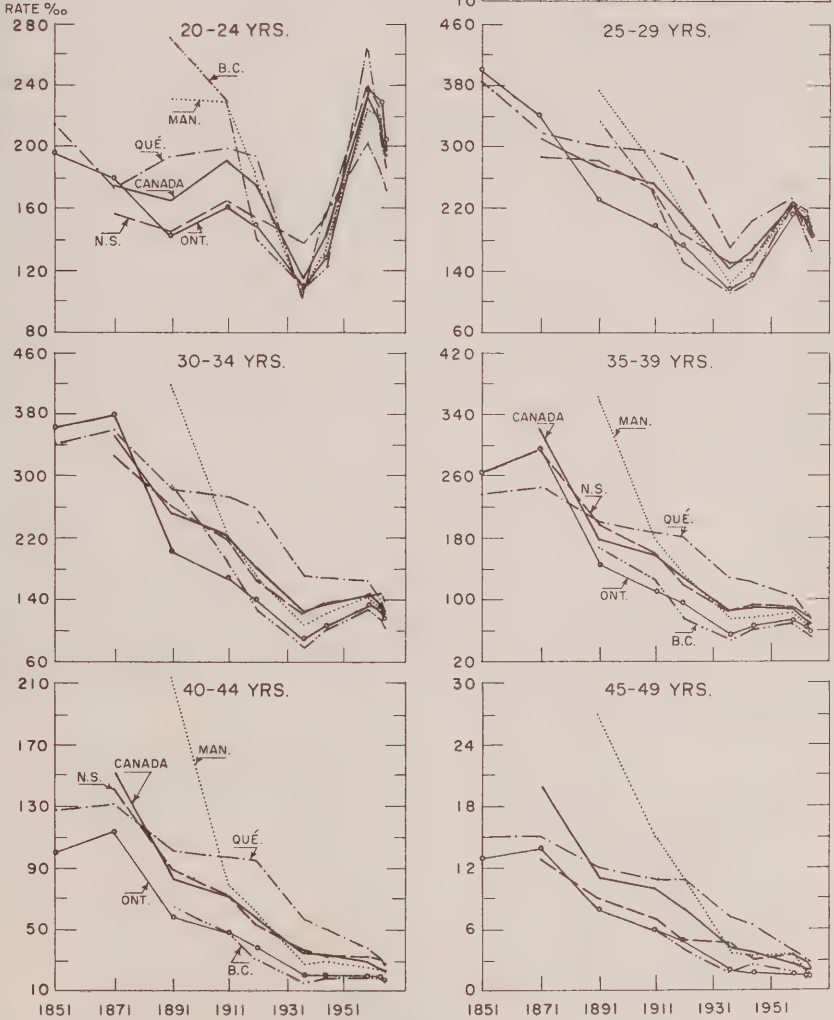 10
RATE ‰
20-24 YRS.
280
240
200
160
120
80
B.C.
MAN.
QUÉ.
CANADA
N.S.
ONT.
25-29 YRS.
460
380
300
220
140
60
30-34 YRS.
460
380
300
220
140
60
35-39 YRS.
420
340
260
180
100
20
CANADA
MAN.
N.S.
QUÉ.
ONT.
B.C.
40-44 YRS.
210
170
130
90
50
10
CANADA
N.S.
MAN.
QUÉ.
ONT.
B.C.
1851 1871 1891 1911 1931 1951
45-49 YRS.
30
24
18
12
6
0
1851 1871 1891 1911 1931 1951